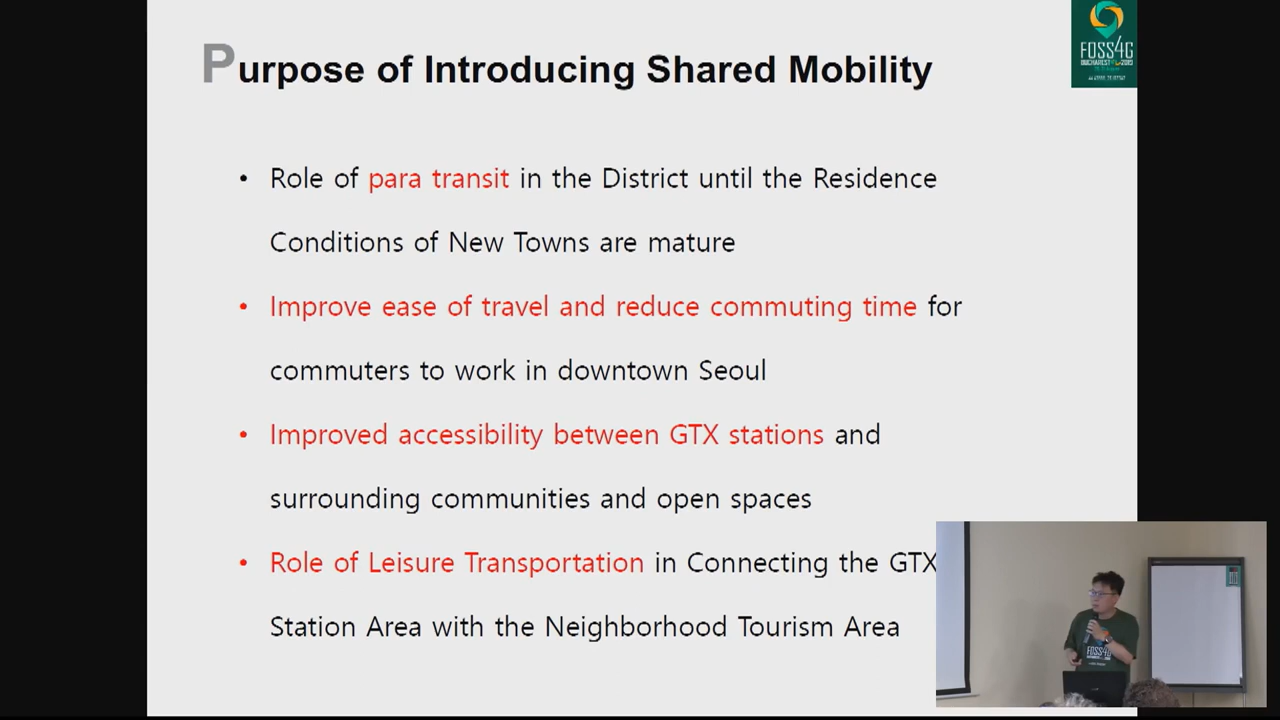 Purpose of Introducing Shared Mobility
FOSS4G
BUCHAREST 2019
• Role of para transit in the District until the Residence
Conditions of New Towns are mature
• Improve ease of travel and reduce commuting time for
commuters to work in downtown Seoul
• Improved accessibility between GTX stations and
surrounding communities and open spaces
• Role of Leisure Transportation in Connecting the GTX
Station Area with the Neighborhood Tourism Area
FOSS4G